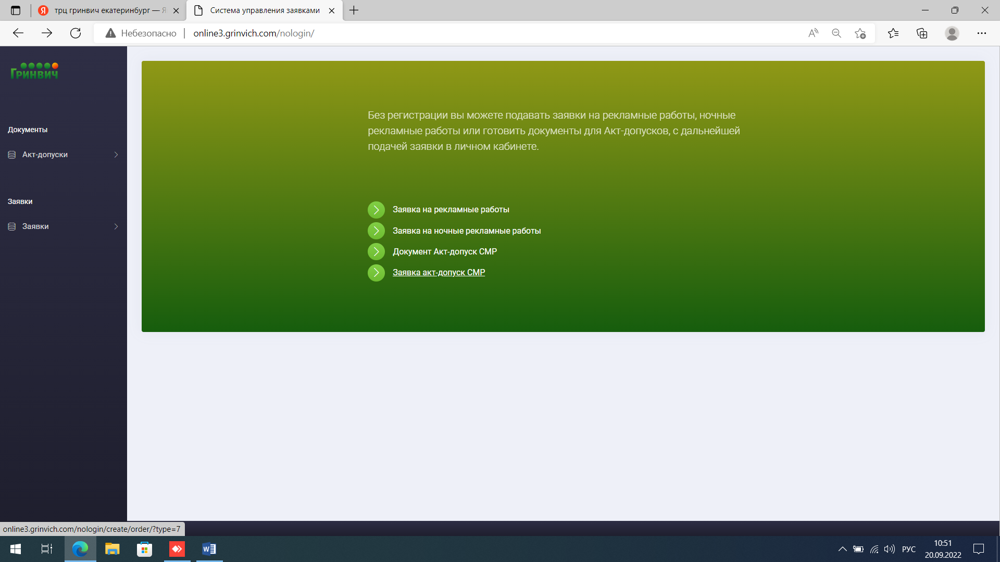 трц гринвич екатеринбург — Я
Система управления заявками
Небезопасно
online3.grinvich.com/nologin/
Гринвич
Документы
Акт-допуски
Заявки
Заявки
Без регистрации вы можете подавать заявки на рекламные работы, ночные
рекламные работы или готовить документы для Акт-допусков, с дальнейшей
подачей заявки в личном кабинете.
Заявка на рекламные работы
Заявка на ночные рекламные работы
Документ Акт-допуск СМР
Заявка акт-допуск СМР
online3.grinvich.com/nologin/create/order/?type=7
РУС
10:51
20.09.2022